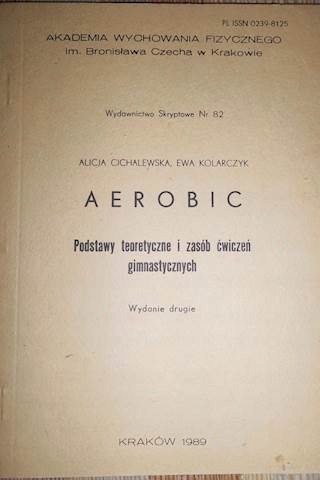 PL ISSN 0239-8125
AKADEMIA WYCHOWANIA FIZYCZNEGO
im. Bronisława Czecha w Krakowie
Wydawnictwo Skryptowe Nr 82
ALICJA CICHALEWSKA, EWA KOLARCZYK
AEROBIC
Podstawy teoretyczne i zasób ćwiczeń
gimnastycznych
Wydanie drugie
KRAKÓW 1989